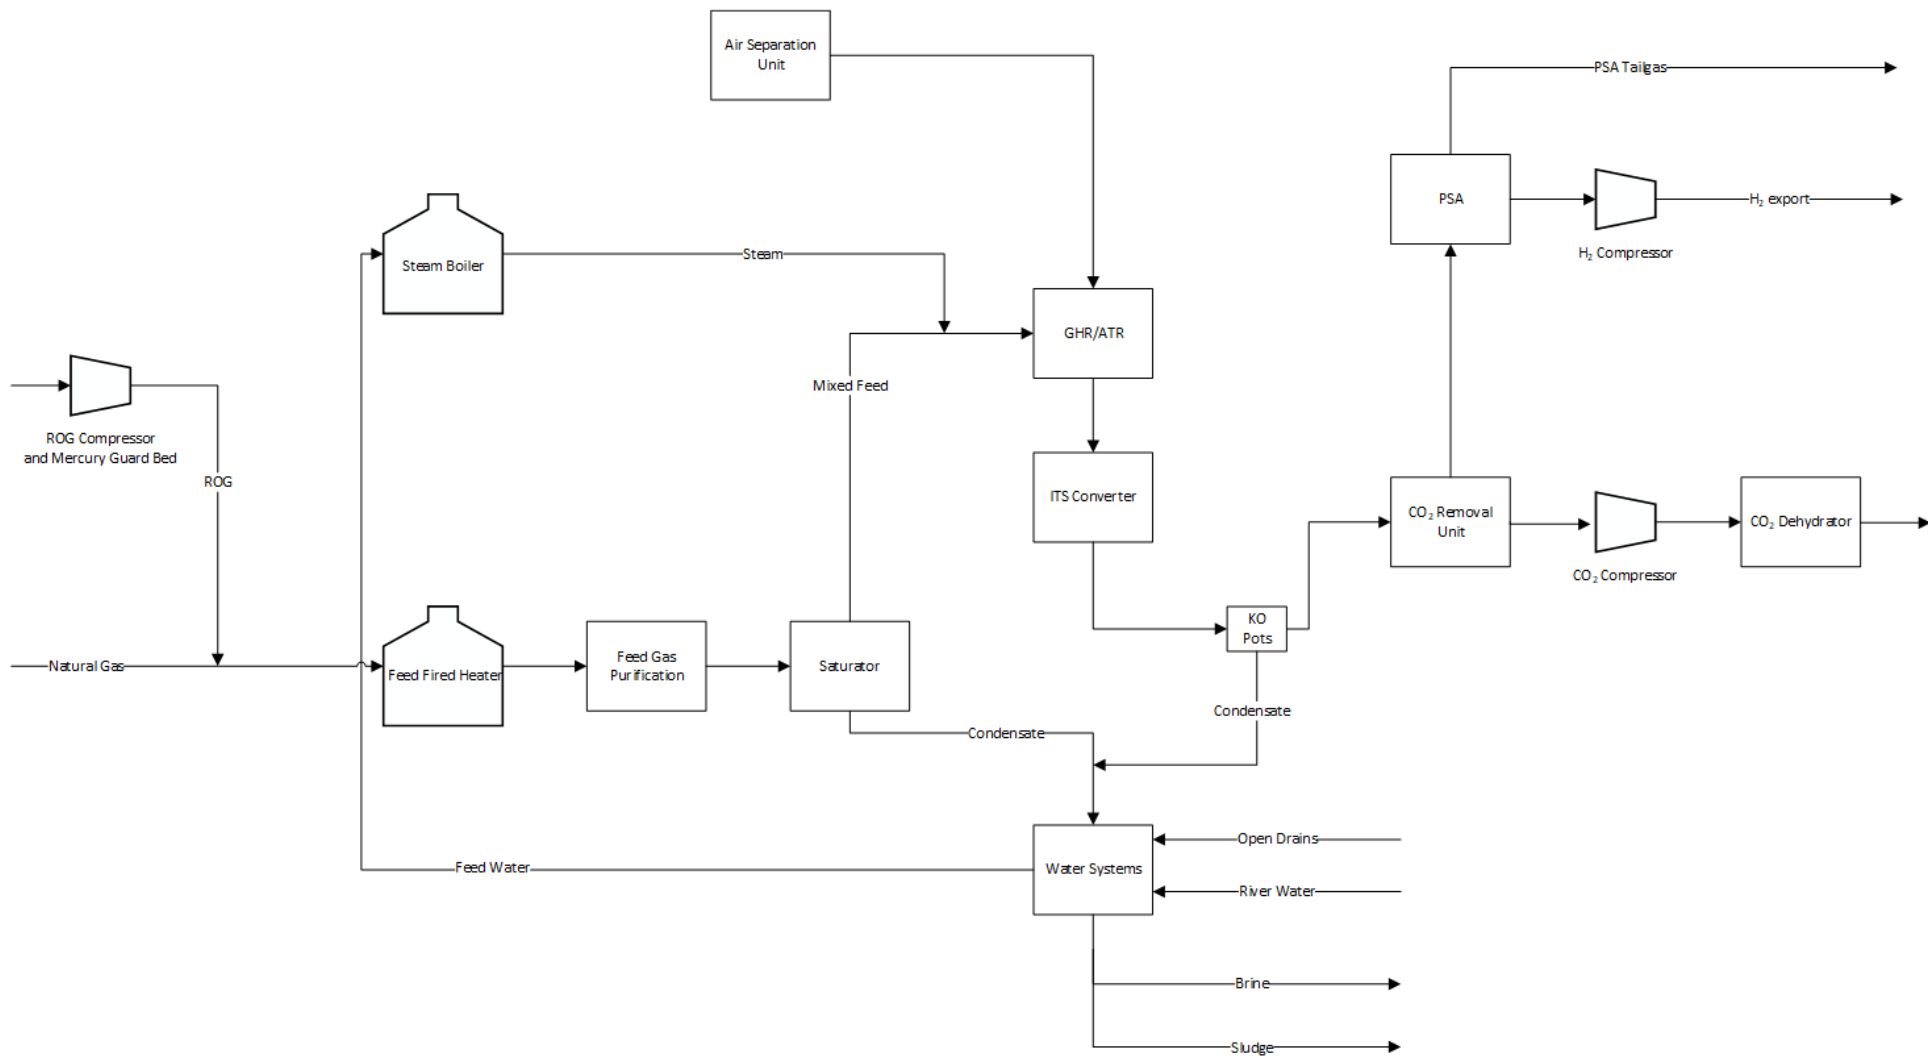 Air Separation
Unit
PSA Tailgas
PSA
H₂ export
H₂ Compressor
Steam Boiler
Steam
GHR/ATR
Mixed Feed
ROG Compressor
and Mercury Guard Bed
ROG
ITS Converter
CO₂ Removal
Unit
CO₂ Compressor
CO₂ Dehydrator
KO
Pots
Natural Gas
Feed Fired Heater
Feed Gas
Purification
Saturator
Condensate
Condensate
Water Systems
Open Drains
River Water
Feed Water
Brine
Sludge